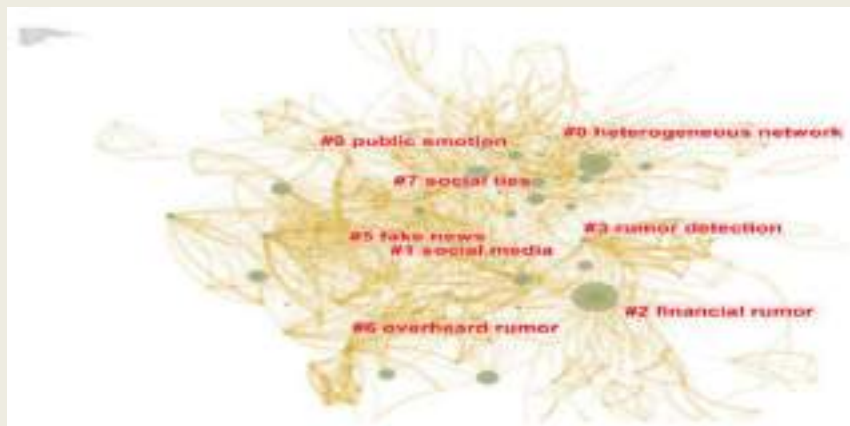 #0 heterogeneous network
#9 public emotion
#7 social ties
#3 rumor detection
#5 fake news
#1 social media
#2 financial rumor
#6 overheard rumor